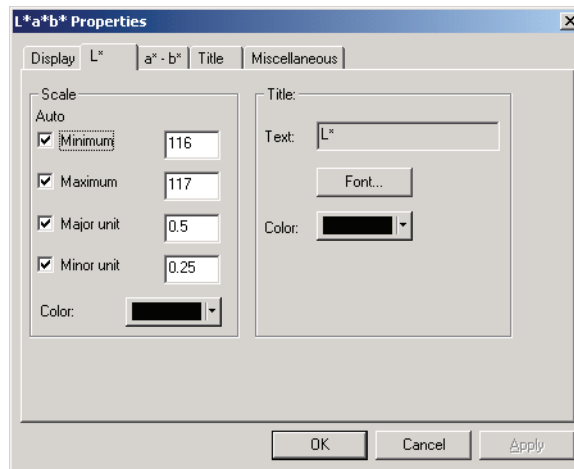 L*a*b* Properties
Display L* a* - b* Title Miscellaneous
Scale
Auto
Minimum 116
Maximum 117
Major unit 0.5
Minor unit 0.25
Color:
Title:
Text: L*
Font...
Color:
OK Cancel Apply